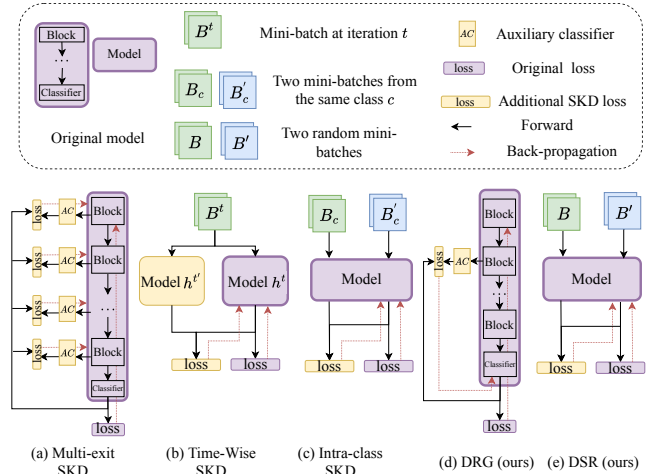 Block
...
Classifier
Model
Original model
B^t
Mini-batch at iteration t
B_c
B'_c
Two mini-batches from
the same class c
B
B'
Two random mini-
batches
AC
Auxiliary classifier
loss
Original loss
loss
Additional SKD loss
Forward
Back-propagation
loss
AC
Block
loss
AC
Block
loss
AC
...
loss
AC
Block
Classifier
loss
(a) Multi-exit
SKD
B^t
Model h^{t'}
Model h^t
loss
loss
(b) Time-Wise
SKD
B_c
B'_c
Model
loss
loss
(c) Intra-class
SKD
Block
loss
AC
Block
...
Block
Classifier
loss
(d) DRG (ours)
B
B'
Model
loss
loss
(e) DSR (ours)